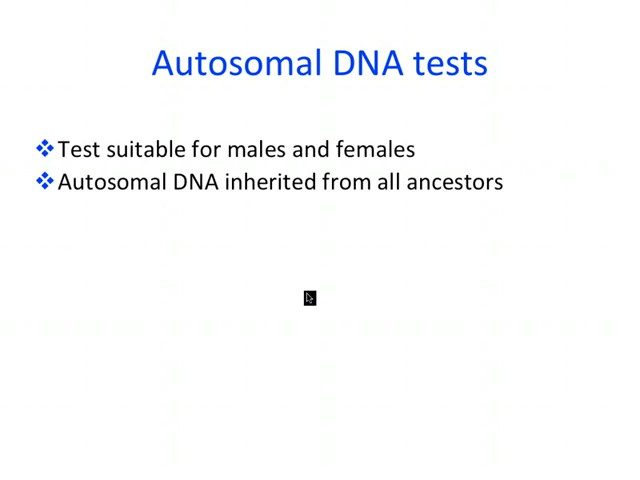 Autosomal DNA tests
❖Test suitable for males and females
❖Autosomal DNA inherited from all ancestors